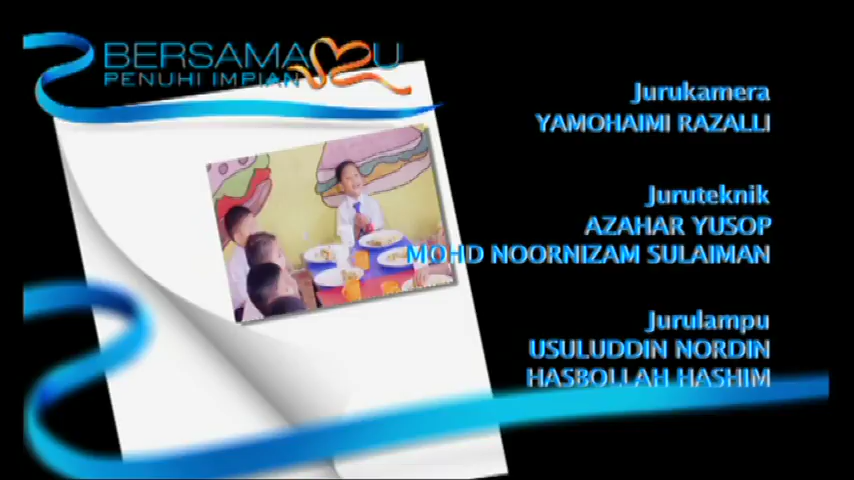 BERSAMAMU
PENUHI IMPIAN
Jurukamera
YAMOHAIMI RAZALLI
Juruteknik
AZAHAR YUSOP
MOHD NOORNIZAM SULAIMAN
Jurulampu
USULUDDIN NORDIN
HASBOLLAH HASHIM